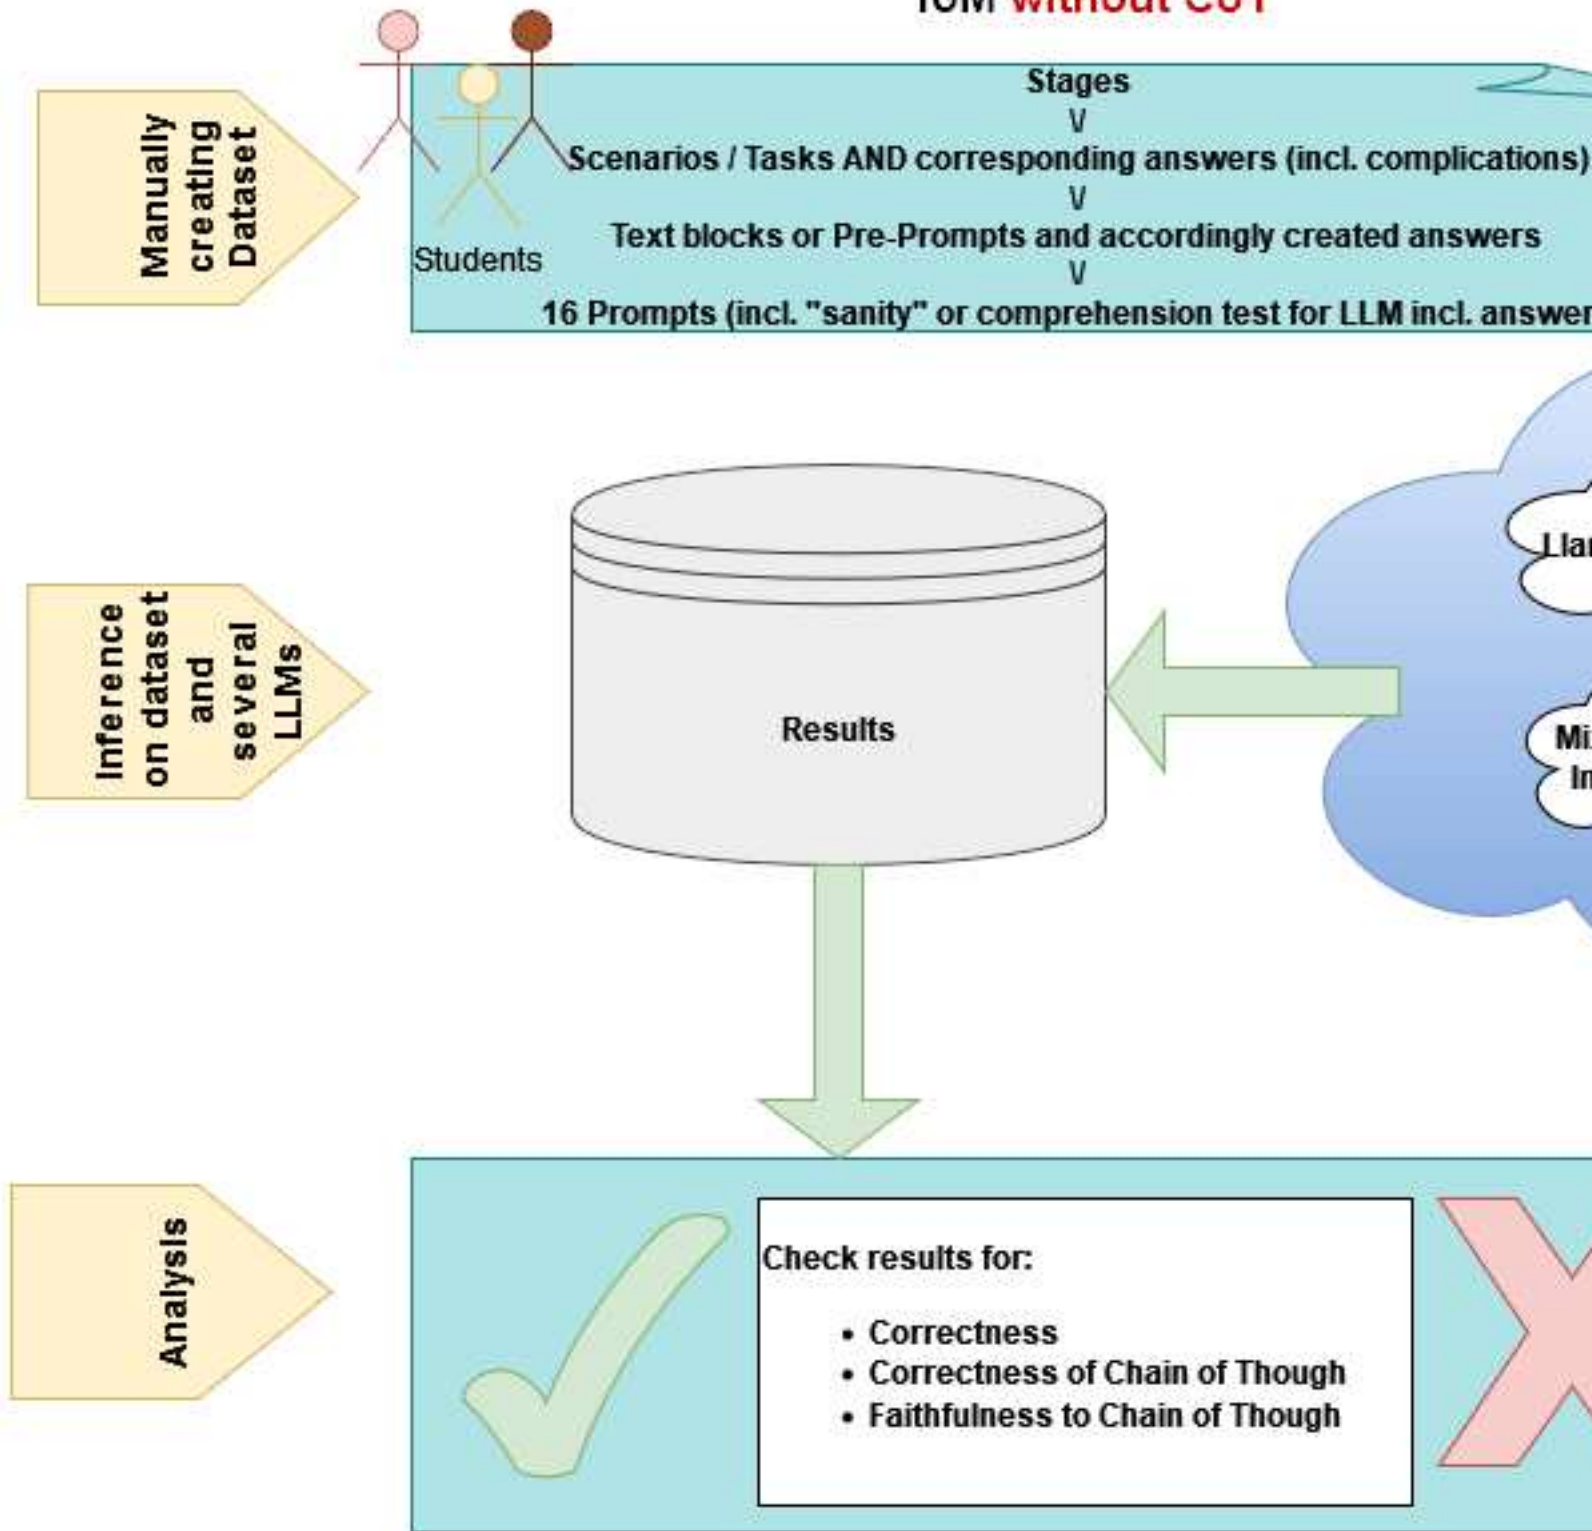 without
Manually
creating
Dataset
Students
Stages
\/
Scenarios / Tasks AND corresponding answers (incl. complications)
\/
Text blocks or Pre-Prompts and accordingly created answers
\/
16 Prompts (incl. "sanity" or comprehension test for LLM incl. answer
Inference
on dataset
and
several
LLMs
Results
Analysis
Check results for:
• Correctness
• Correctness of Chain of Though
• Faithfulness to Chain of Though